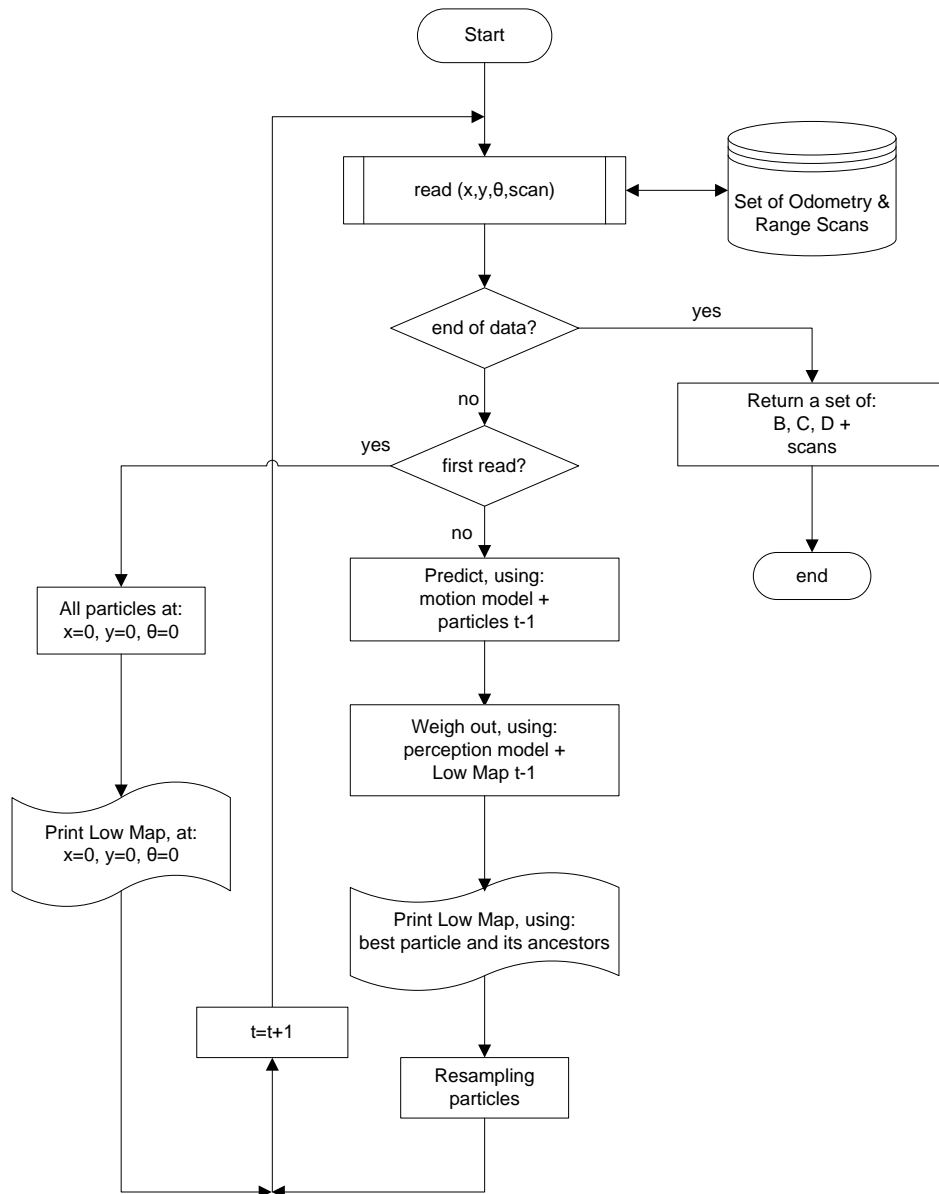 Start
read (x,y,θ,scan)
Set of Odometry &
Range Scans
end of data?
yes
no
Return a set of:
B, C, D +
scans
end
yes
first read?
no
All particles at:
x=0, y=0, θ=0
Predict, using:
motion model +
particles t-1
Weigh out, using:
perception model +
Low Map t-1
Print Low Map, at:
x=0, y=0, θ=0
Print Low Map, using:
best particle and its ancestors
t=t+1
Resampling
particles